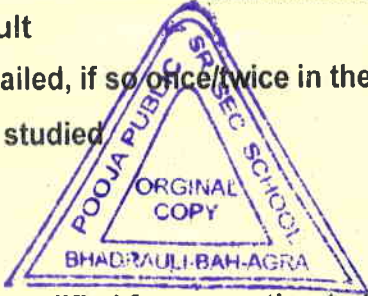 ult
ailed, if so once/twice in the
studied
POOJA PUBLIC SR. SEC SCHOOL
ORGINAL
COPY
BHADRAULI-BAH-AGRA